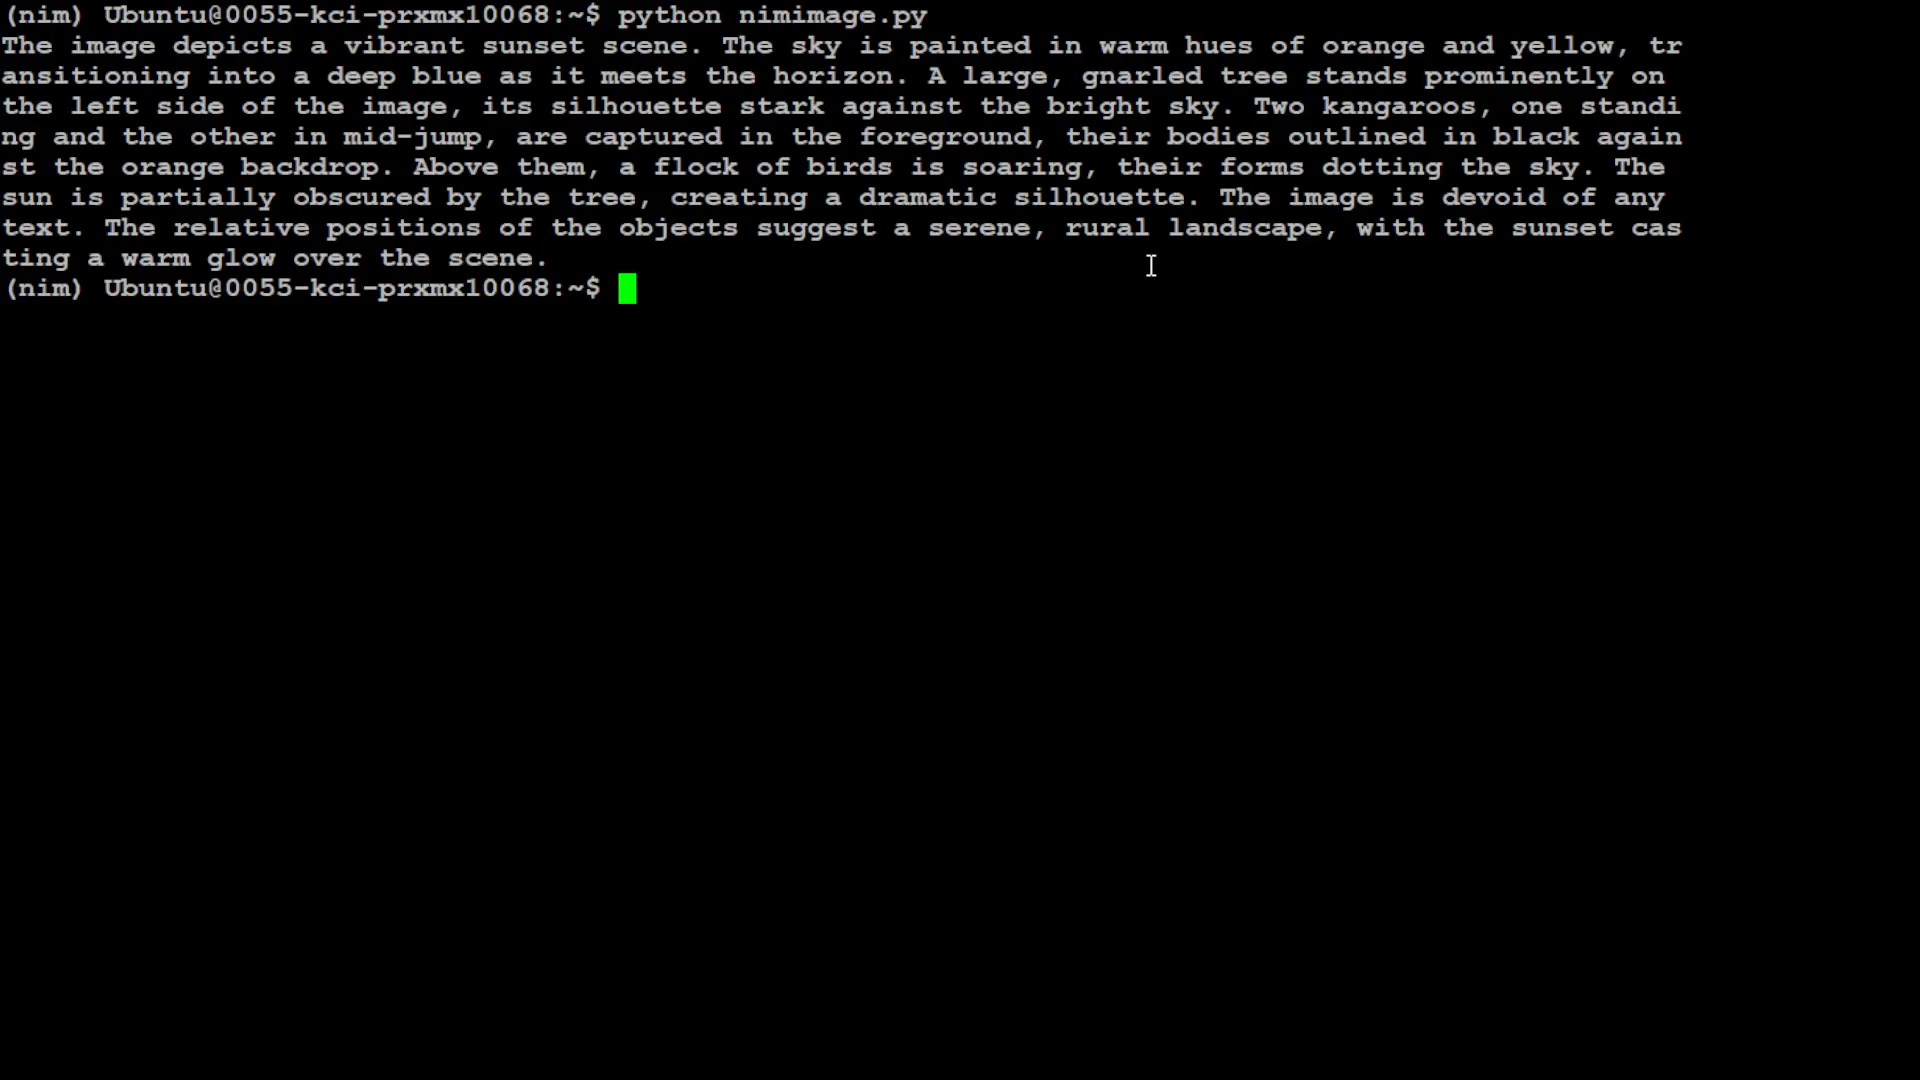 (nim) Ubuntu@0055-kci-prxmx10068:~$ python nimimage.py
The image depicts a vibrant sunset scene. The sky is painted in warm hues of orange and yellow, tr
ansitioning into a deep blue as it meets the horizon. A large, gnarled tree stands prominently on
the left side of the image, its silhouette stark against the bright sky. Two kangaroos, one standi
ng and the other in mid-jump, are captured in the foreground, their bodies outlined in black again
st the orange backdrop. Above them, a flock of birds is soaring, their forms dotting the sky. The
sun is partially obscured by the tree, creating a dramatic silhouette. The image is devoid of any
text. The relative positions of the objects suggest a serene, rural landscape, with the sunset cas
ting a warm glow over the scene.
(nim) Ubuntu@0055-kci-prxmx10068:~$